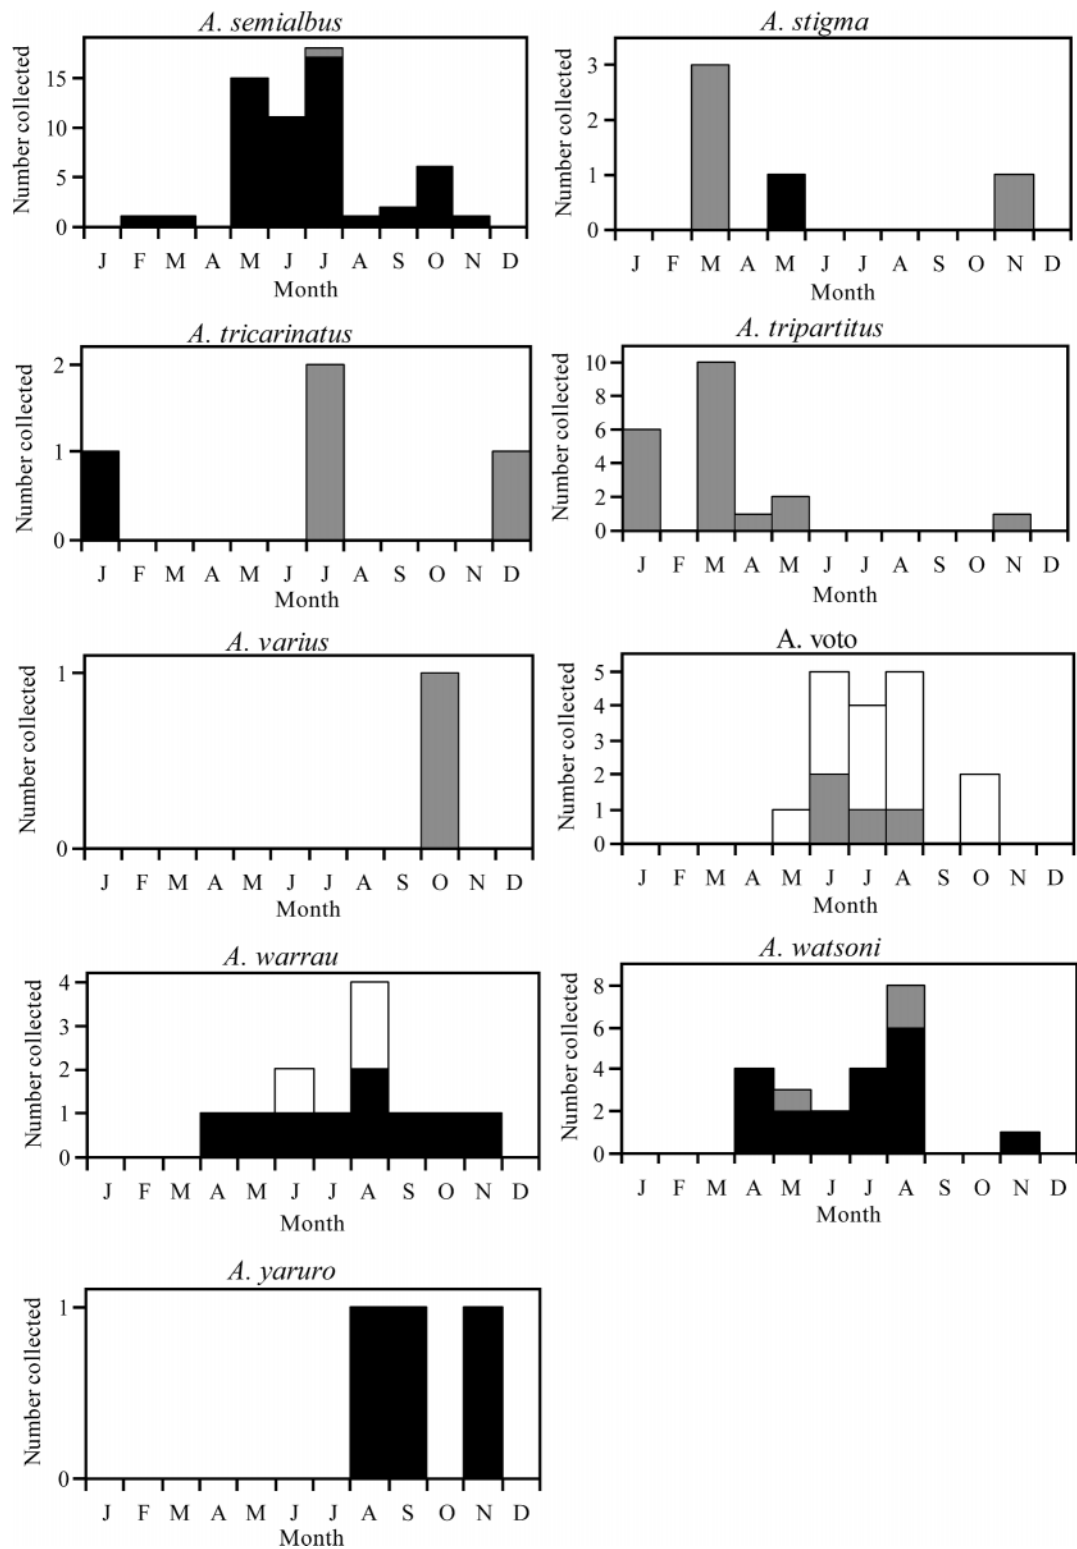 A. semialbus
Number collected
15
10
5
0
J F M A M J J A S O N D
Month
A. stigma
Number collected
3
2
1
0
J F M A M J J A S O N D
Month
A. tricarinatus
Number collected
2
1
0
J F M A M J J A S O N D
Month
A. tripartitus
Number collected
10
8
6
4
2
0
J F M A M J J A S O N D
Month
A. varius
Number collected
1
0
J F M A M J J A S O N D
Month
A. voto
Number collected
5
4
3
2
1
0
J F M A M J J A S O N D
Month
A. warrau
Number collected
4
3
2
1
0
J F M A M J J A S O N D
Month
A. watsoni
Number collected
8
6
4
2
0
J F M A M J J A S O N D
Month
A. yaruro
Number collected
1
0
J F M A M J J A S O N D
Month